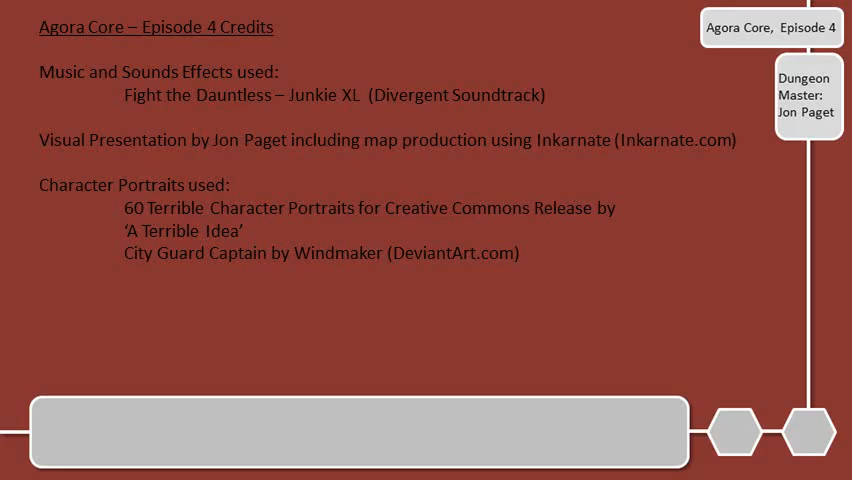 Agora Core – Episode 4 Credits
Music and Sounds Effects used:
Fight the Dauntless – Junkie XL  (Divergent Soundtrack)
Visual Presentation by Jon Paget including map production using Inkarnate (Inkarnate.com)
Character Portraits used:
60 Terrible Character Portraits for Creative Commons Release by
‘A Terrible Idea’
City Guard Captain by Windmaker (DeviantArt.com)
Agora Core,  Episode 4
Dungeon
Master:
Jon Paget